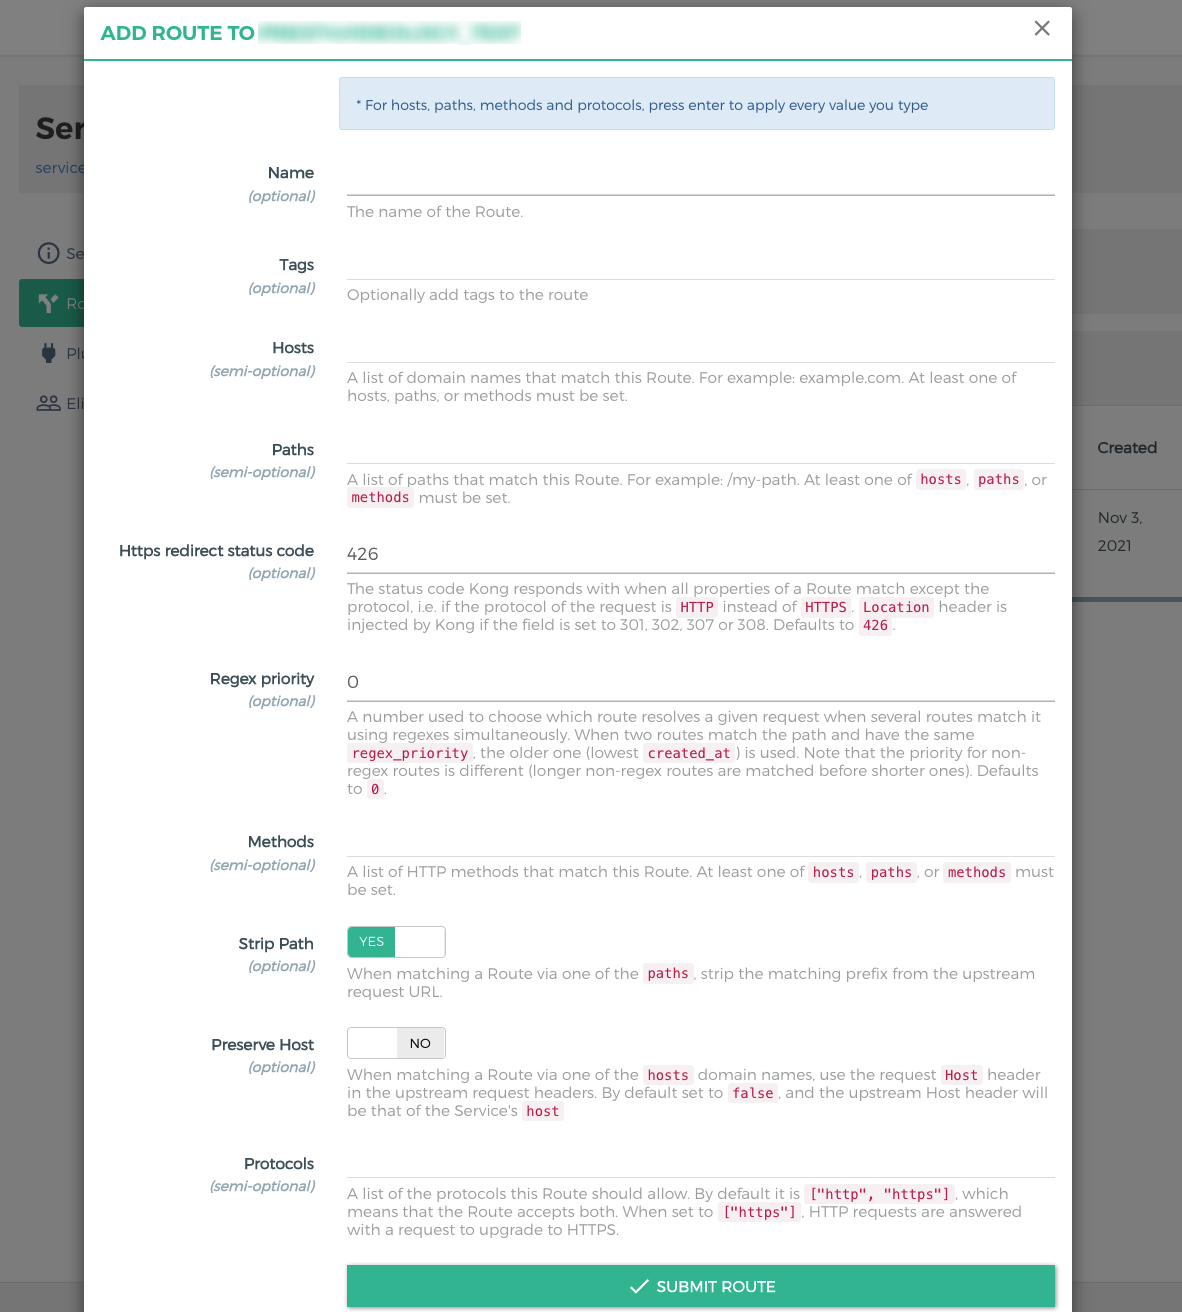 ADD ROUTE TO
* For hosts, paths, methods and protocols, press enter to apply every value you type
Ser
service
Name
(optional)
The name of the Route.
Tags
(optional)
Optionally add tags to the route
Se
Ro
Plu
Eli
Hosts
(semi-optional)
A list of domain names that match this Route. For example: example.com. At least one of
hosts, paths, or methods must be set.
Paths
(semi-optional)
A list of paths that match this Route. For example: /my-path. At least one of hosts, paths, or
methods must be set.
Created
Nov 3,
2021
Https redirect status code
(optional)
426
The status code Kong responds with when all properties of a Route match except the
protocol, i.e. if the protocol of the request is HTTP instead of HTTPS. Location header is
injected by Kong if the field is set to 301, 302, 307 or 308. Defaults to 426.
Regex priority
(optional)
0
A number used to choose which route resolves a given request when several routes match it
using regexes simultaneously. When two routes match the path and have the same
regex_priority, the older one (lowest created_at) is used. Note that the priority for non-
regex routes is different (longer non-regex routes are matched before shorter ones). Defaults
to 0.
Methods
(semi-optional)
A list of HTTP methods that match this Route. At least one of hosts, paths, or methods must
be set.
Strip Path
(optional)
YES
When matching a Route via one of the paths, strip the matching prefix from the upstream
request URL.
Preserve Host
(optional)
NO
When matching a Route via one of the hosts domain names, use the request Host header
in the upstream request headers. By default set to false, and the upstream Host header will
be that of the Service's host
Protocols
(semi-optional)
A list of the protocols this Route should allow. By default it is ["http", "https"], which
means that the Route accepts both. When set to ["https"], HTTP requests are answered
with a request to upgrade to HTTPS.
SUBMIT ROUTE